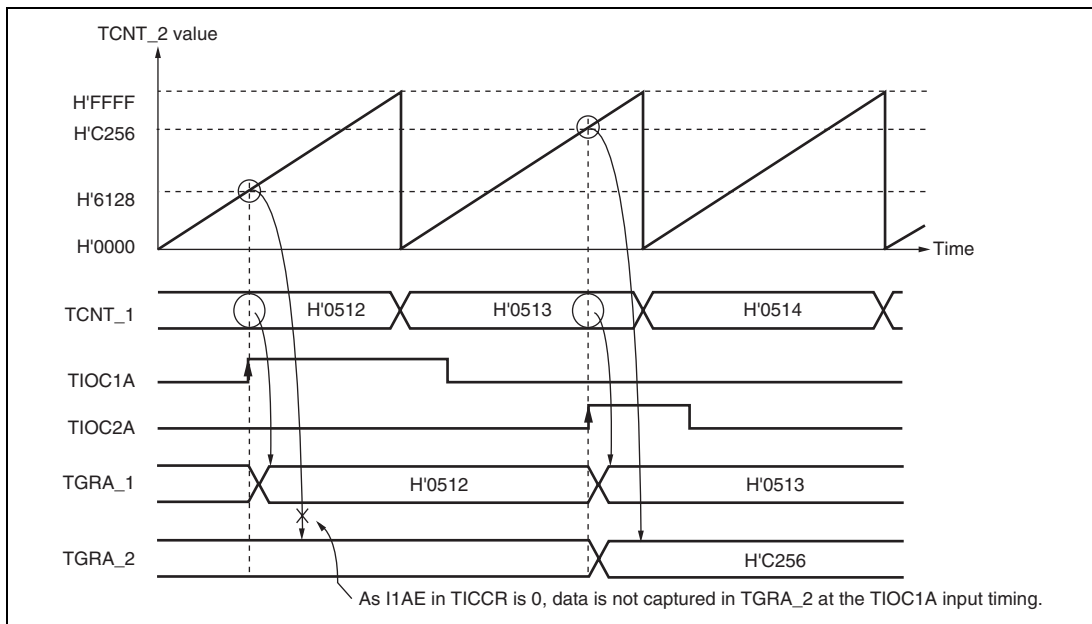 TCNT_2 value
H'FFFF
H'C256
H'6128
H'0000
Time
TCNT_1
H'0512
H'0513
H'0514
TIOC1A
TIOC2A
TGRA_1
H'0512
H'0513
TGRA_2
H'C256
As I1AE in TICCR is 0, data is not captured in TGRA_2 at the TIOC1A input timing.